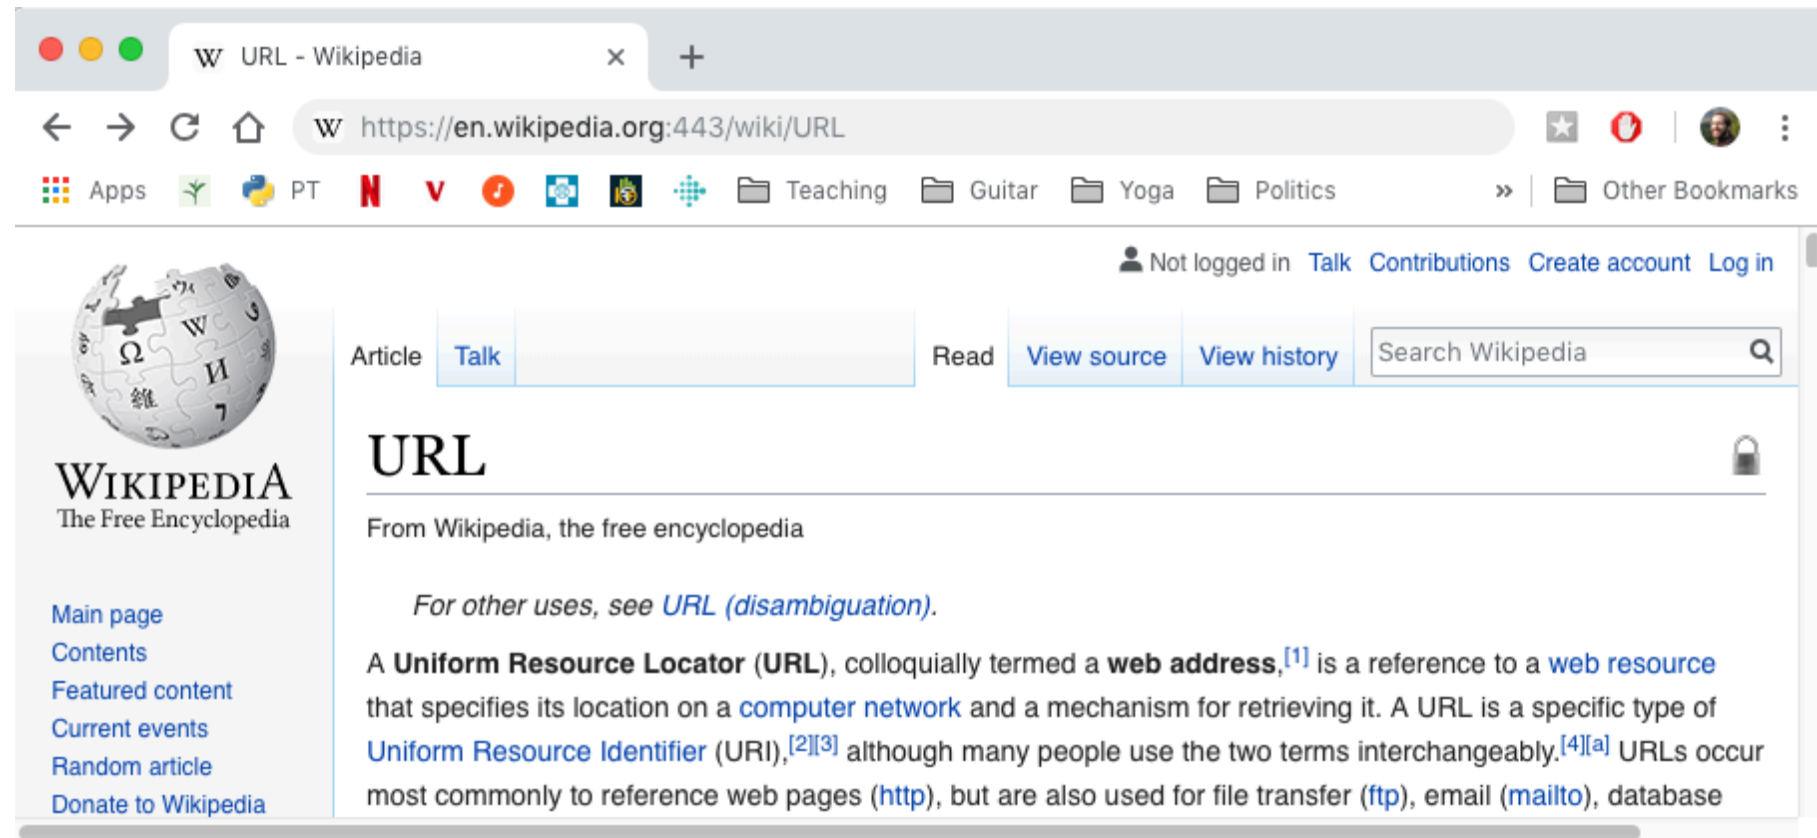 W URL - Wikipedia × +
W https://en.wikipedia.org:443/wiki/URL
Apps PT N V Teaching Guitar Yoga Politics » Other Bookmarks
Not logged in Talk Contributions Create account Log in
Article Talk Read View source View history Search Wikipedia
Ω W И 維 ウィ 7
WIKIPEDIA
The Free Encyclopedia
URL
From Wikipedia, the free encyclopedia
For other uses, see URL (disambiguation).
A Uniform Resource Locator (URL), colloquially termed a web address,[1] is a reference to a web resource
that specifies its location on a computer network and a mechanism for retrieving it. A URL is a specific type of
Uniform Resource Identifier (URI),[2][3] although many people use the two terms interchangeably.[4][a] URLs occur
most commonly to reference web pages (http), but are also used for file transfer (ftp), email (mailto), database
Main page
Contents
Featured content
Current events
Random article
Donate to Wikipedia